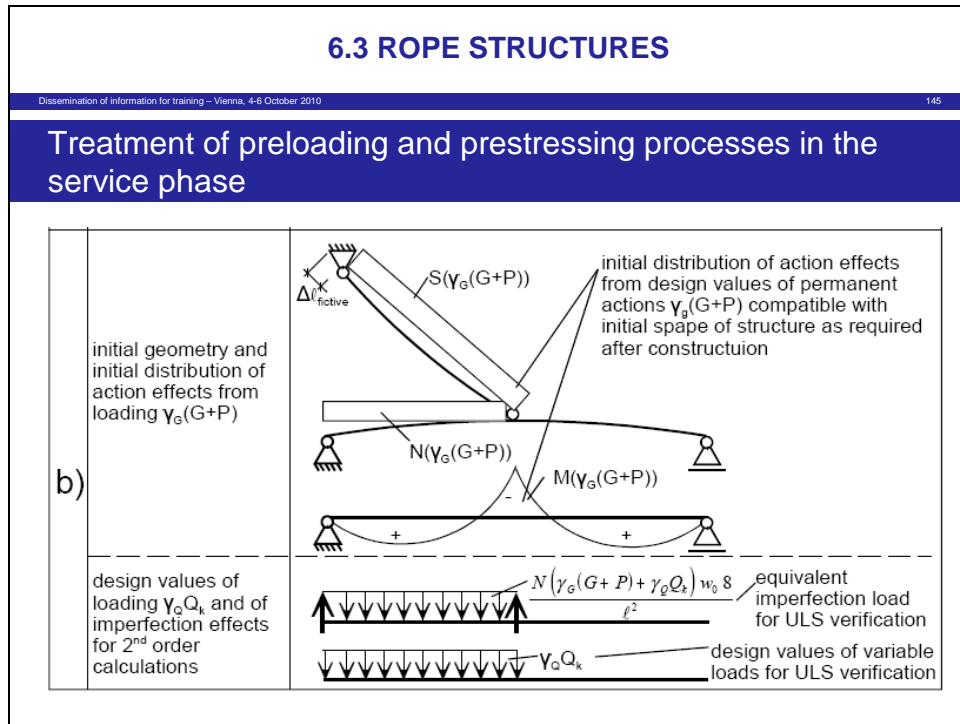 6.3 ROPE STRUCTURES
Dissemination of information for training – Vienna, 4-6 October 2010 145
Treatment of preloading and prestressing processes in the
service phase
b)
initial geometry and
initial distribution of
action effects from
loading γG(G+P)
Δℓfictive
S(γG(G+P))
N(γG(G+P))
M(γG(G+P))
-
+ +
initial distribution of action effects
from design values of permanent
actions γg(G+P) compatible with
initial spape of structure as required
after constructuion
design values of
loading γQQk and of
imperfection effects
for 2nd order
calculations
N(γG(G+P)+γQQk) w0 8
ℓ2
equivalent
imperfection load
for ULS verification
γQQk
design values of variable
loads for ULS verification